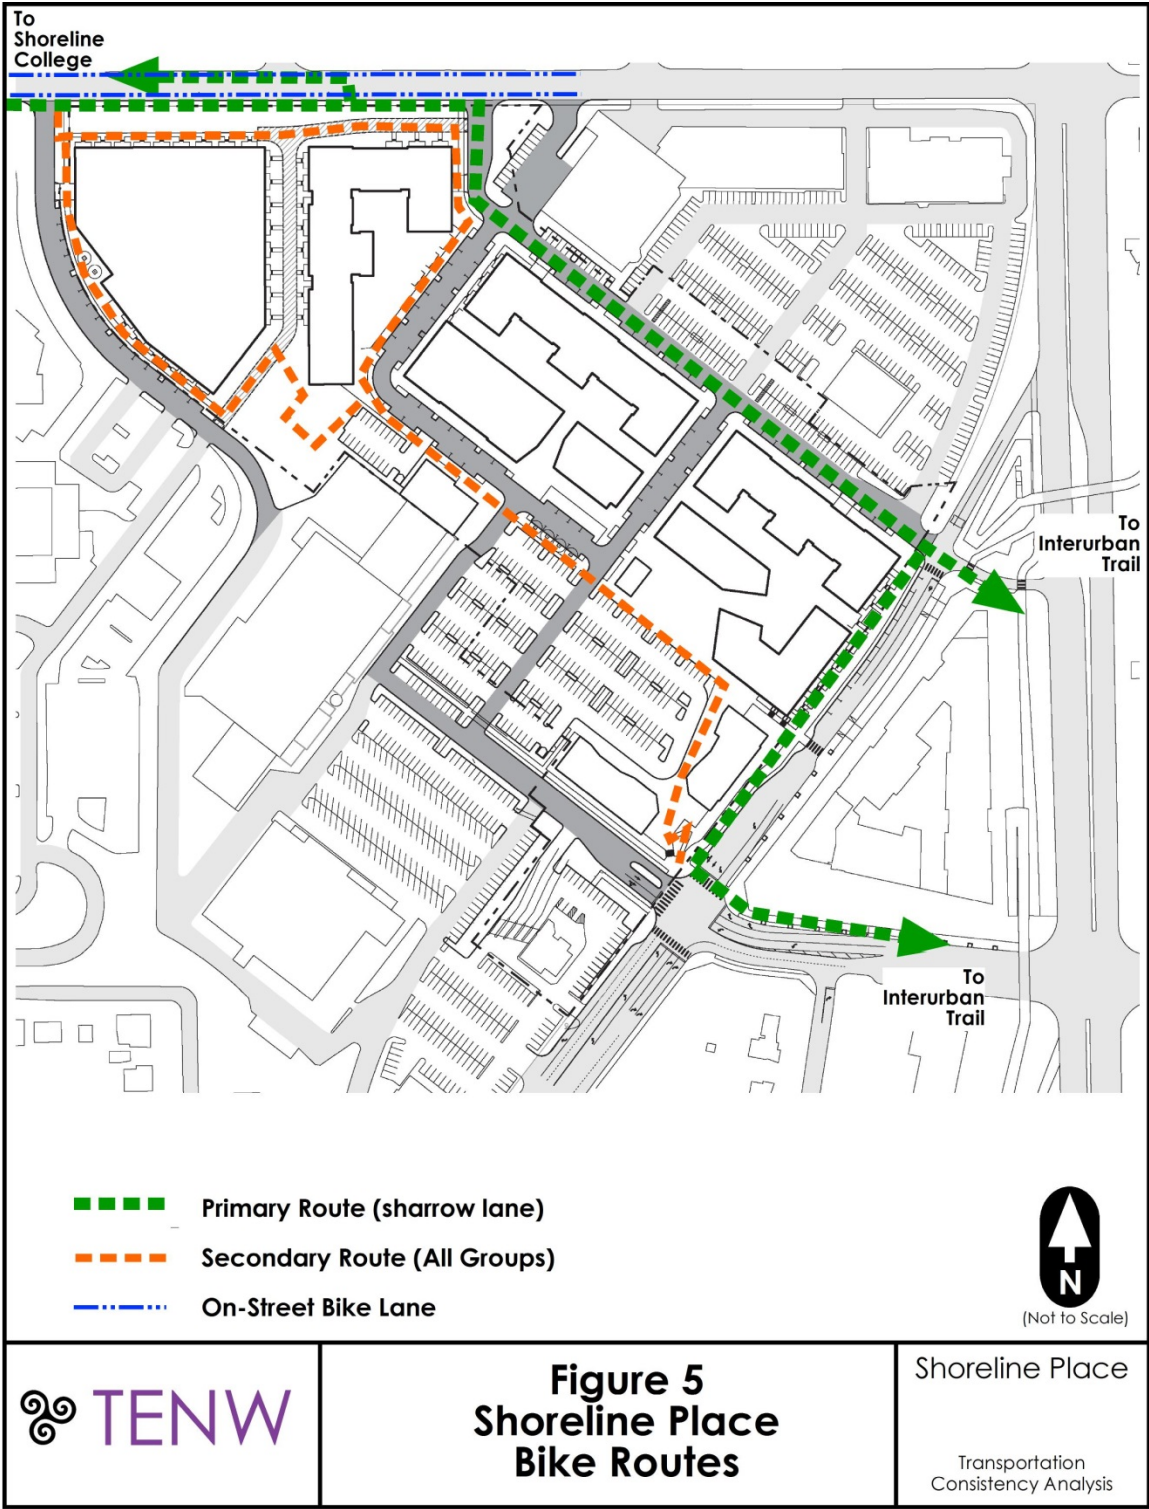 To
Shoreline
College
To
Interurban
Trail
To
Interurban
Trail
Primary Route (sharrow lane)
Secondary Route (All Groups)
On-Street Bike Lane
N
(Not to Scale)
TENW
Figure 5
Shoreline Place
Bike Routes
Shoreline Place
Transportation
Consistency Analysis